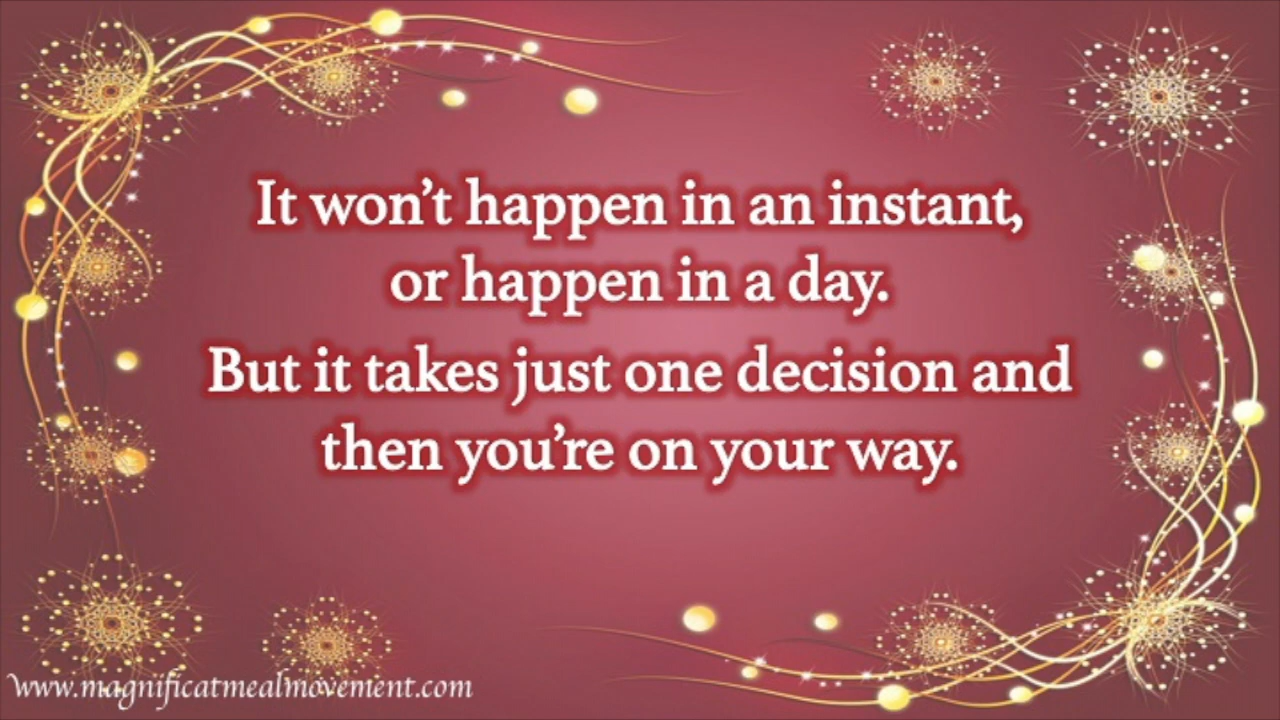 It won’t happen in an instant,
or happen in a day.
But it takes just one decision and
then you’re on your way.
www.magnificatmealmovement.com